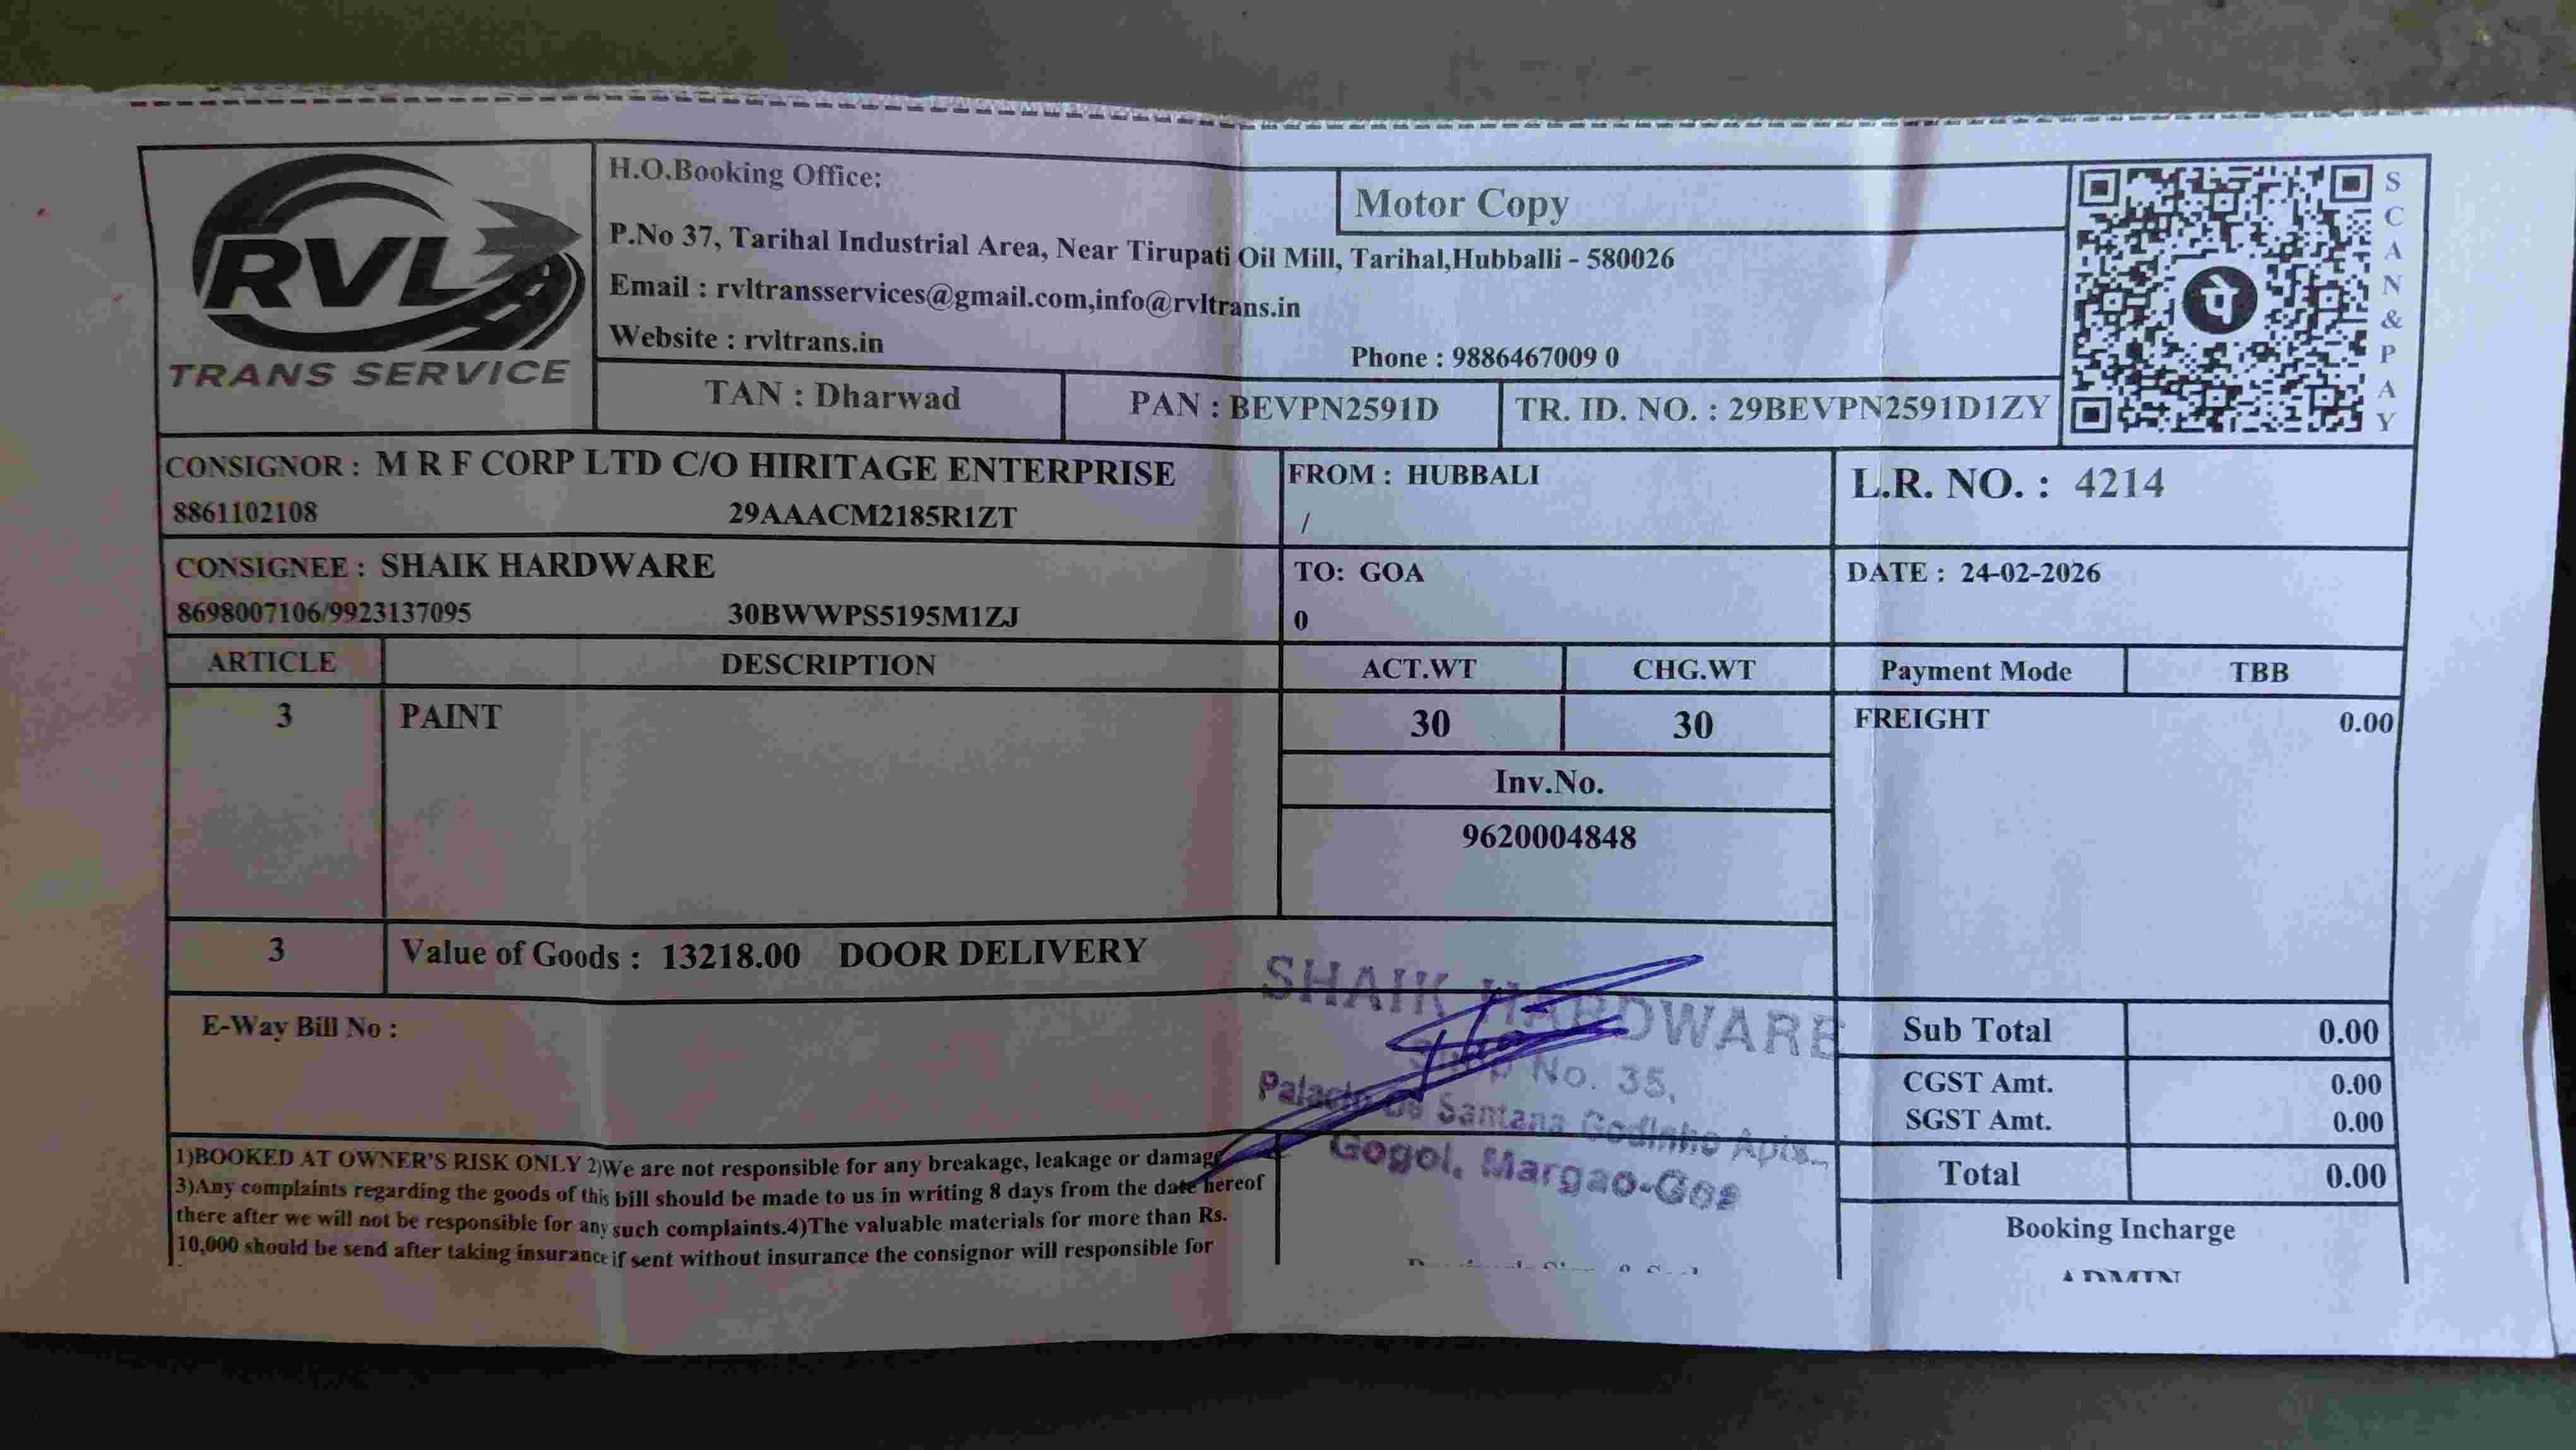 RVL
TRANS SERVICE
H.O.Booking Office:
Motor Copy
P.No 37, Tarihal Industrial Area, Near Tirupati Oil Mill, Tarihal,Hubballi - 580026
Email : rvltransservices@gmail.com,info@rvltrans.in
Website : rvltrans.in
Phone : 9886467009 0
SCAN&PAY
पे
TAN : Dharwad
PAN : BEVPN2591D
TR. ID. NO. : 29BEVPN2591D1ZY
CONSIGNOR : M R F CORP LTD C/O HIRITAGE ENTERPRISE
8861102108 29AAACM2185R1ZT
FROM : HUBBALI
/
L.R. NO. : 4214
CONSIGNEE : SHAIK HARDWARE
8698007106/9923137095 30BWWPS5195M1ZJ
TO: GOA
0
DATE : 24-02-2026
ARTICLE DESCRIPTION ACT.WT CHG.WT Payment Mode TBB
3 PAINT 30 30 FREIGHT 0.00
Inv.No.
9620004848
3 Value of Goods : 13218.00 DOOR DELIVERY
E-Way Bill No :
SHAIK HARDWARE
Shop No. 35,
Palacio De Santana Godinho Apts.,
Gogol, Margao-Goa
Sub Total 0.00
CGST Amt. 0.00
SGST Amt. 0.00
Total 0.00
Booking Incharge
ADMIN
1)BOOKED AT OWNER'S RISK ONLY 2)We are not responsible for any breakage, leakage or damage
3)Any complaints regarding the goods of this bill should be made to us in writing 8 days from the date hereof
there after we will not be responsible for any such complaints.4)The valuable materials for more than Rs.
10,000 should be send after taking insurance if sent without insurance the consignor will responsible for